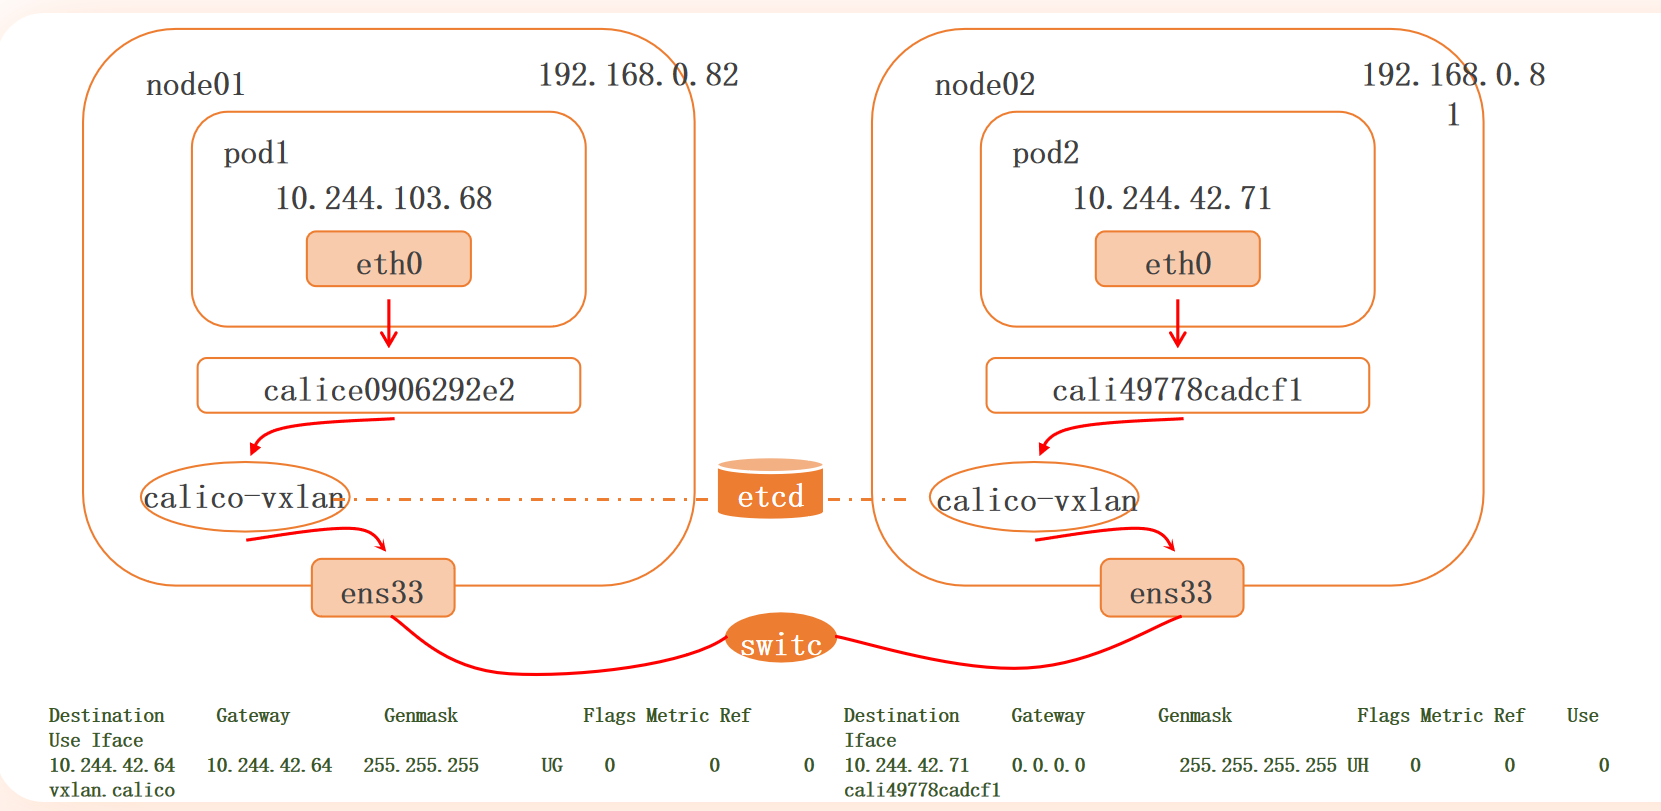 node01
192.168.0.82
pod1
10.244.103.68
eth0
calice0906292e2
calico-vxlan
ens33
etcd
switc
node02
192.168.0.8
1
pod2
10.244.42.71
eth0
cali49778cadcf1
calico-vxlan
ens33
Destination Gateway Genmask Flags Metric Ref
Use Iface
10.244.42.64 10.244.42.64 255.255.255 UG 0 0 0
vxlan.calico
Destination Gateway Genmask Flags Metric Ref Use
Iface
10.244.42.71 0.0.0.0 255.255.255.255 UH 0 0 0
cali49778cadcf1